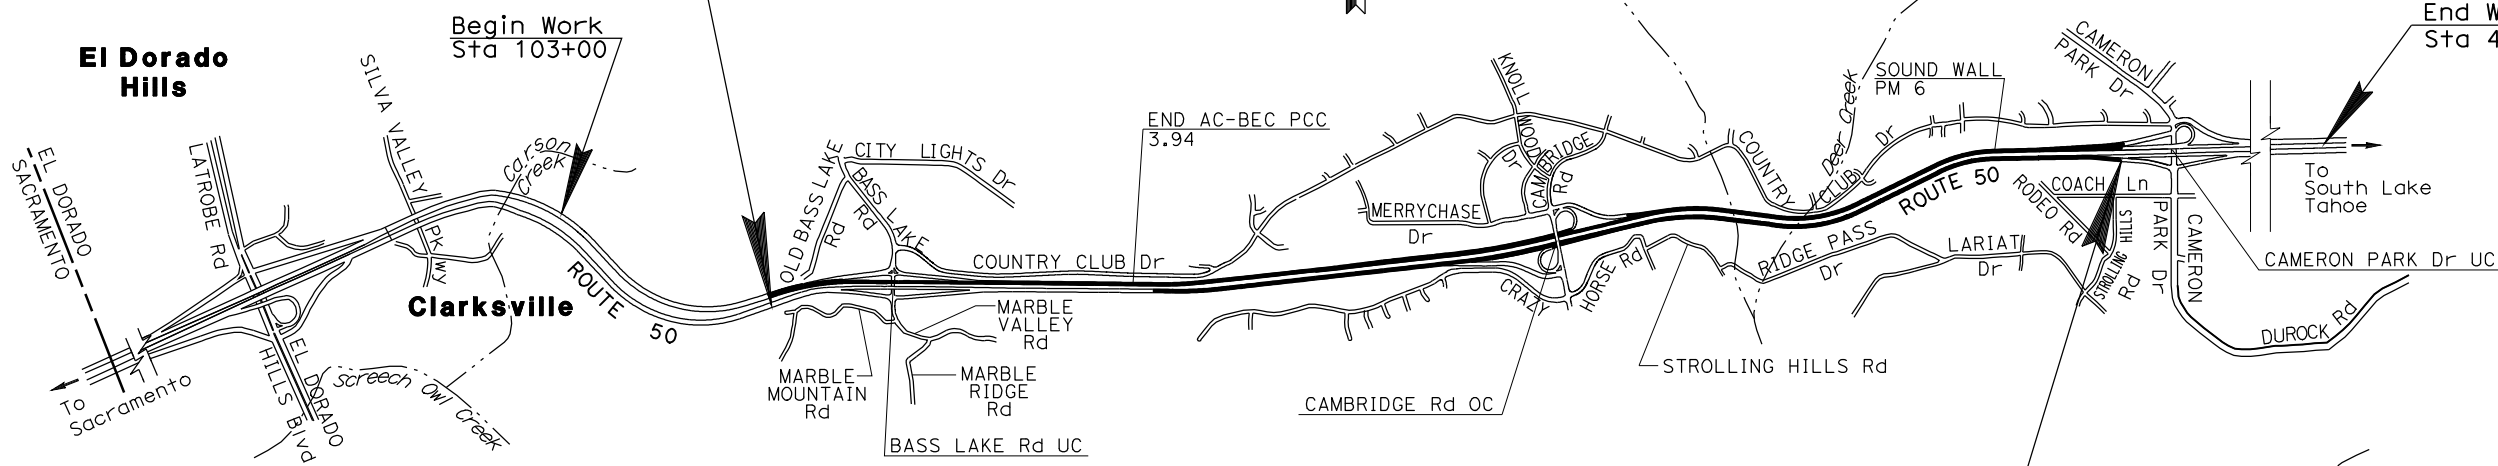 El Dorado
Hills
Begin Work
Sta 103+00
SILVA VALLEY
PKWY
Carson
Creek
EL DORADO
SACRAMENTO
LATROBE Rd
To
Sacramento
EL DORADO
HILLS Blvd
Screech Owl Creek
Clarksville
ROUTE 50
OLD BASS LAKE
Rd
CITY LIGHTS Dr
BASS LAKE
Rd
COUNTRY CLUB Dr
MARBLE
VALLEY
Rd
MARBLE
MOUNTAIN
Rd
MARBLE
RIDGE
Rd
BASS LAKE Rd UC
END AC-BEC PCC
3.94
KNOLLWOOD
Dr
CAMBRIDGE
CAMBRIDGE
Rd
MERRYCHASE
Dr
CRAZY HORSE Rd
CAMBRIDGE Rd OC
STROLLING HILLS Rd
COUNTRY CLUB Dr
Deer Creek
SOUND WALL
PM 6
ROUTE 50
RIDGE PASS
Dr
LARIAT
Dr
CAMERON
PARK Dr
End W
Sta 4
To
South Lake
Tahoe
COACH Ln
RODEO Rd
STROLLING HILLS
Rd
CAMERON
PARK Dr
CAMERON PARK Dr UC
DUROCK Rd